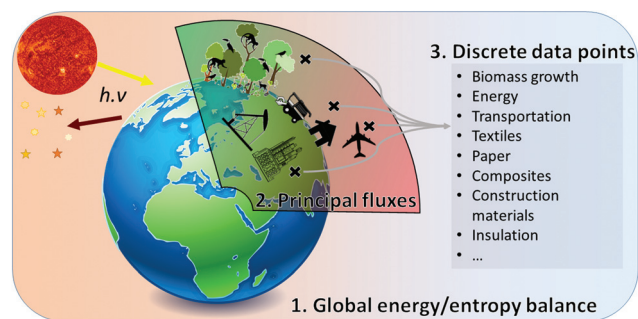 3. Discrete data points
• Biomass growth
• Energy
• Transportation
• Textiles
• Paper
• Composites
• Construction
materials
• Insulation
• ...
h.ν
2. Principal fluxes
1. Global energy/entropy balance